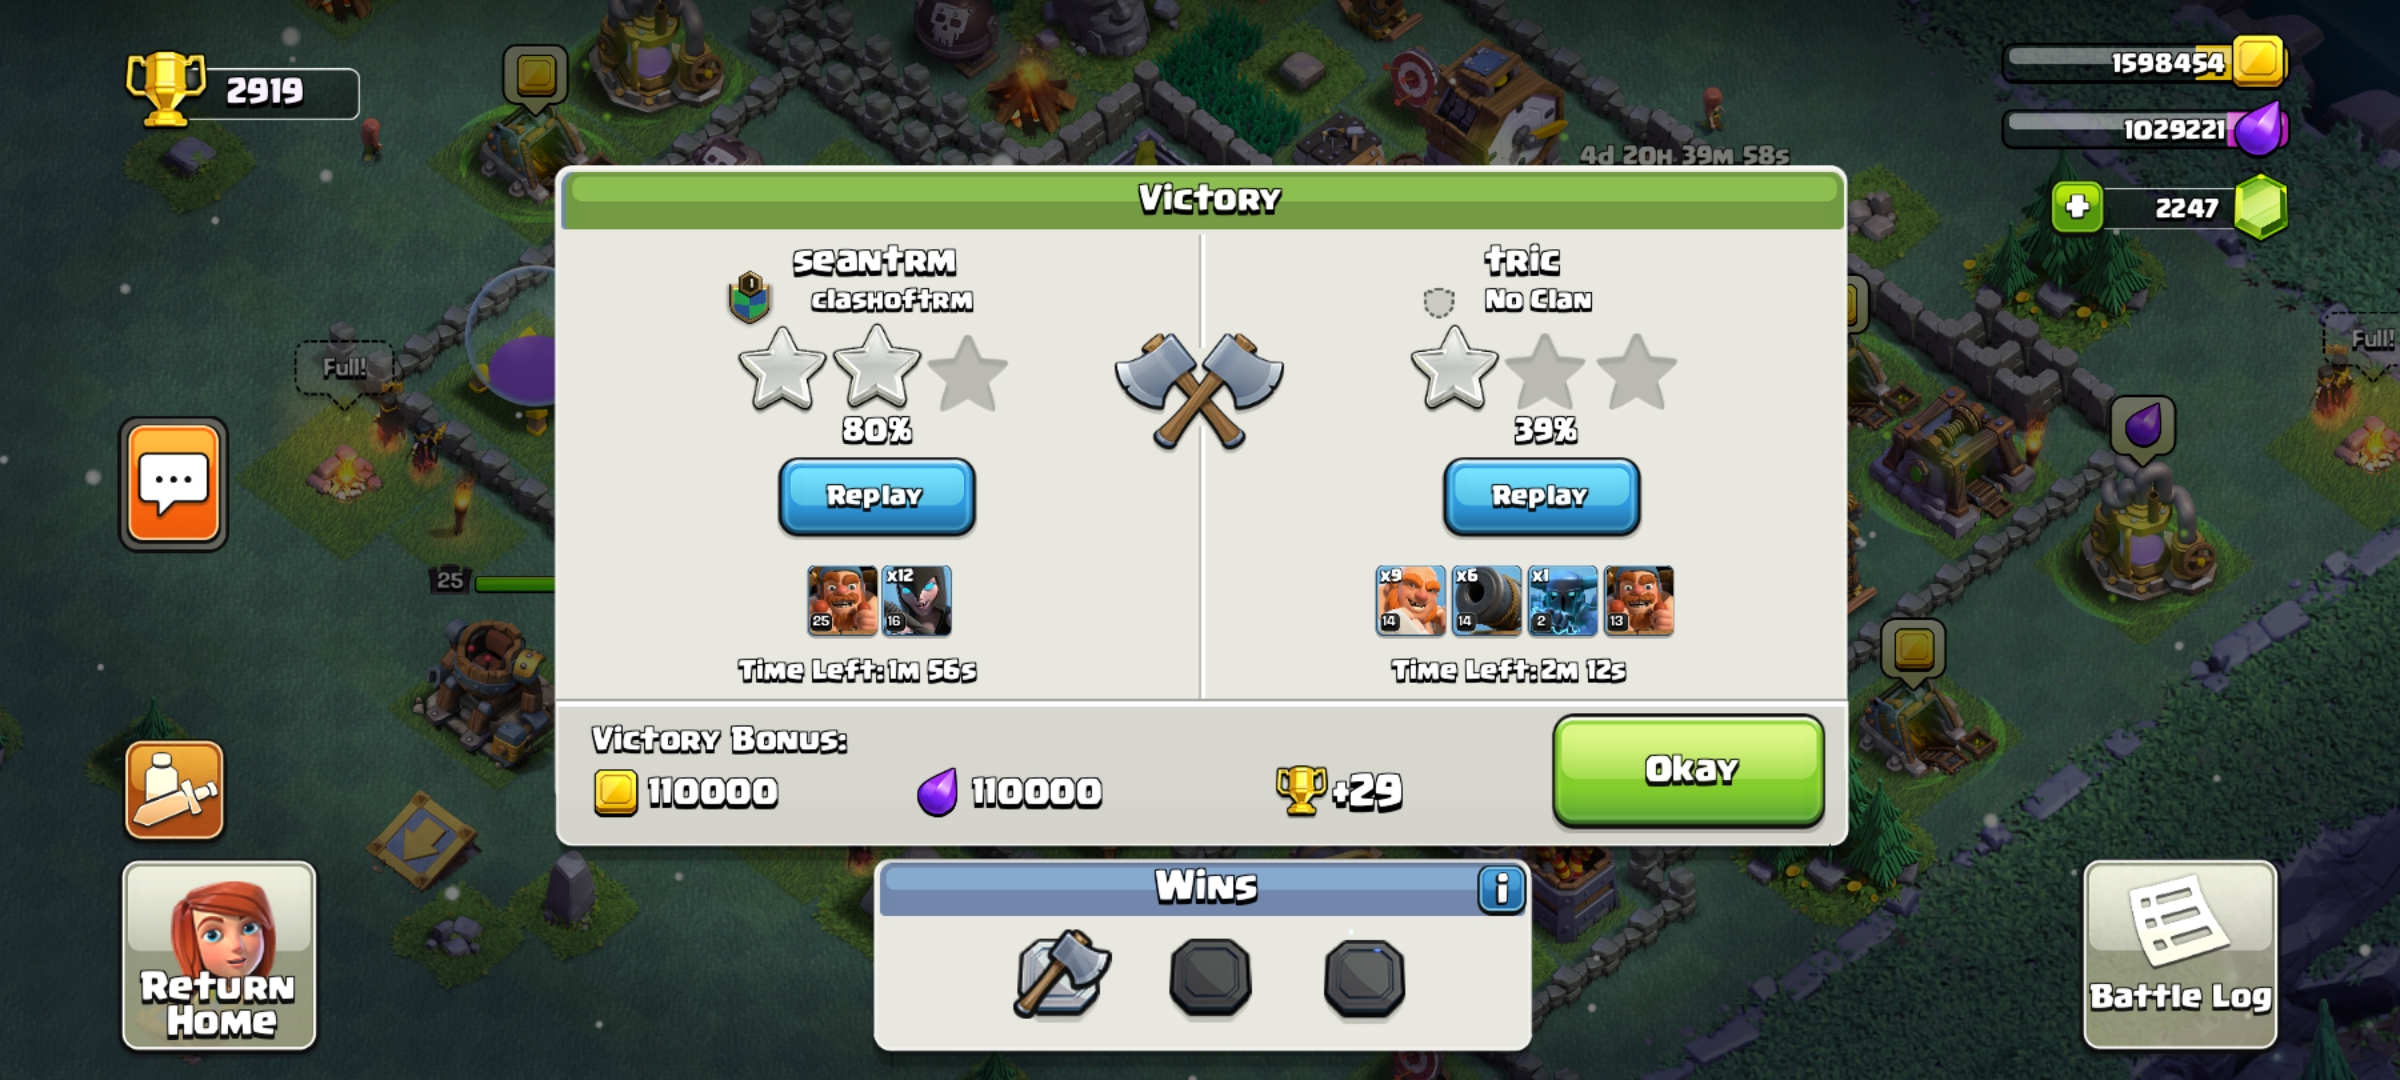 2919
1598454
1029221
2247
4d 20H 39M 58s
Victory
seantrm
1
clashoftrm
80%
Replay
25
x12
16
Time Left:1m 56s
tric
No Clan
39%
Replay
x9
14
x6
14
x1
2
13
Time Left:2m 12s
Full!
Full!
25
Victory Bonus:
110000
110000
+29
Okay
Wins
i
Return
Home
Battle Log